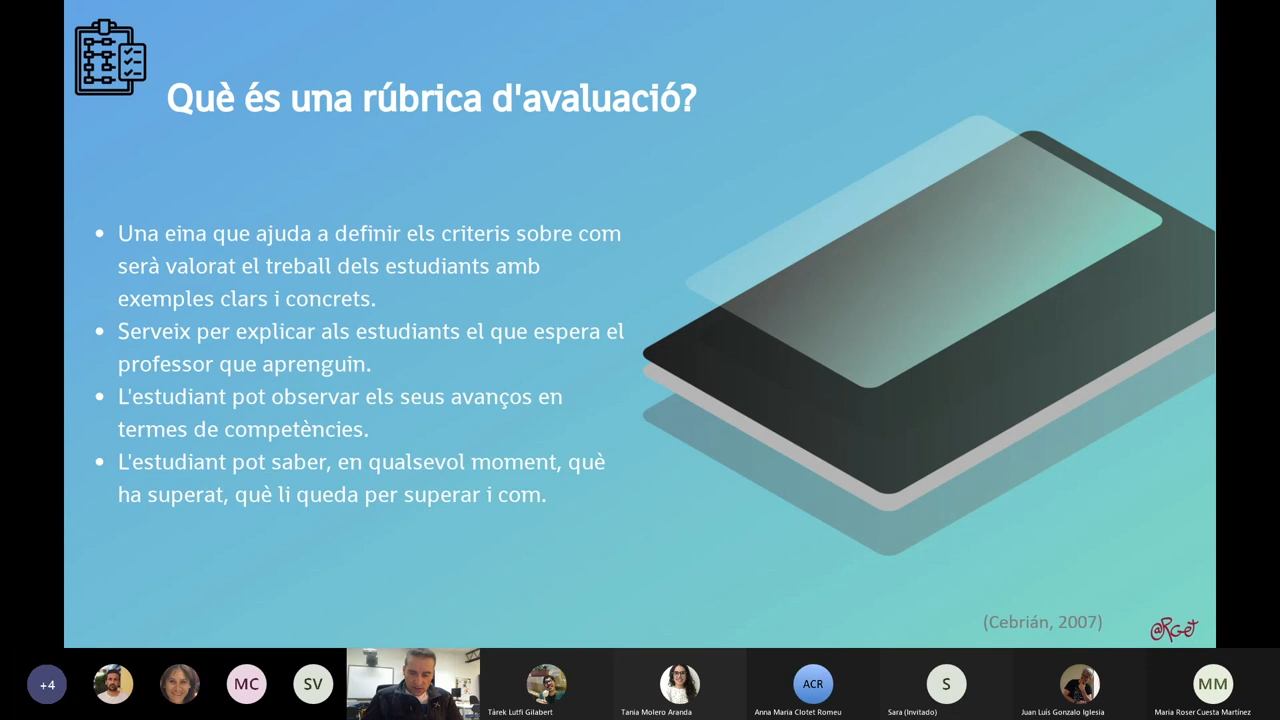 Què és una rúbrica d'avaluació?
• Una eina que ajuda a definir els criteris sobre com
serà valorat el treball dels estudiants amb
exemples clars i concrets.
• Serveix per explicar als estudiants el que espera el
professor que aprenguin.
• L'estudiant pot observar els seus avanços en
termes de competències.
• L'estudiant pot saber, en qualsevol moment, què
ha superat, què li queda per superar i com.
(Cebrián, 2007)
@RGet
+4
MC
SV
ACR
S
MM
Tàrek Lutfi Gilabert
Tania Molero Aranda
Anna Maria Clotet Romeu
Sara (Invitado)
Juan Luis Gonzalo Iglesia
Maria Roser Cuesta Martínez